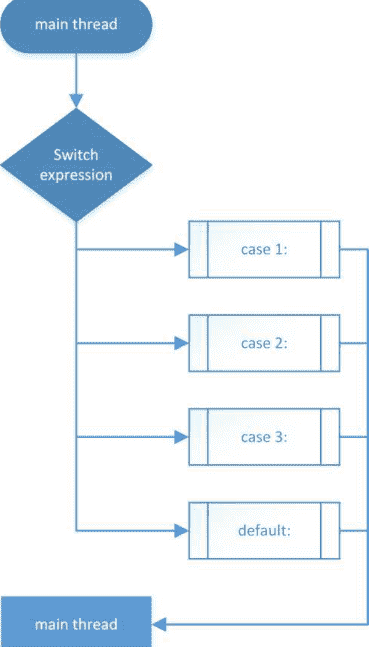 main thread
Switch
expression
case 1:
case 2:
case 3:
default:
main thread